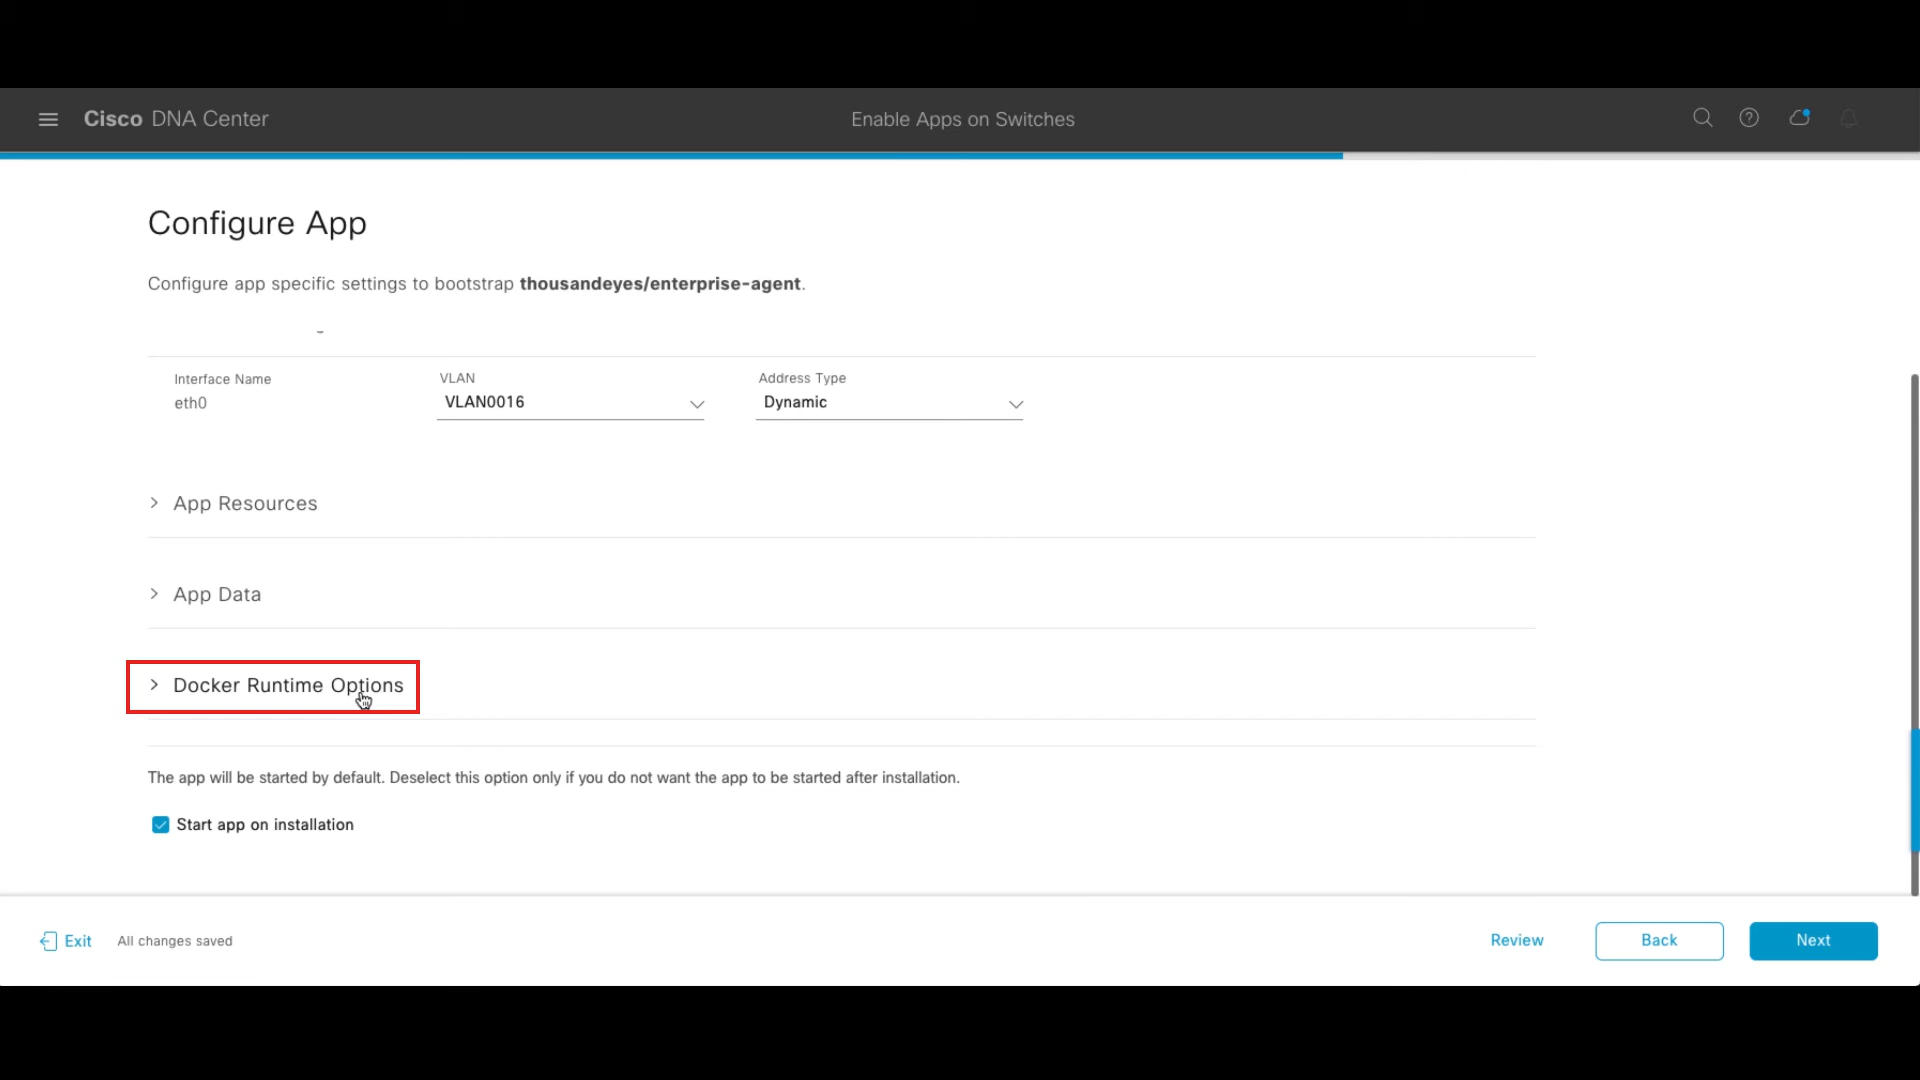 Cisco DNA Center
Enable Apps on Switches
Configure App
Configure app specific settings to bootstrap thousandeyes/enterprise-agent.
Interface Name
eth0
VLAN
VLAN0016
Address Type
Dynamic
App Resources
App Data
Docker Runtime Options
The app will be started by default. Deselect this option only if you do not want the app to be started after installation.
Start app on installation
Exit
All changes saved
Review
Back
Next